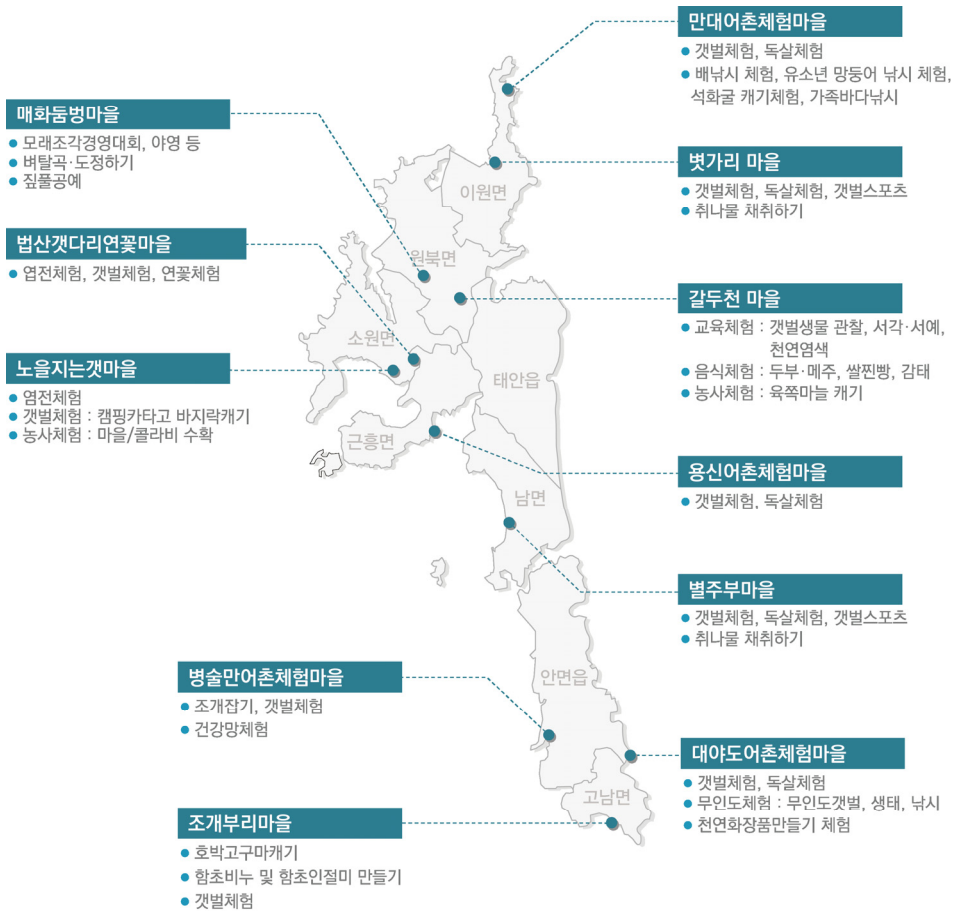 만대어촌체험마을
● 갯벌체험, 독살체험
● 배낚시 체험, 유소년 망둥어 낚시 체험,
석화굴 캐기체험, 가족바다낚시
매화둠벙마을
● 모래조각경영대회, 야영 등
● 벼탈곡·도정하기
● 짚풀공예
볏가리 마을
● 갯벌체험, 독살체험, 갯벌스포츠
● 취나물 채취하기
법산갯다리연꽃마을
● 엽전체험, 갯벌체험, 연꽃체험
갈두천 마을
● 교육체험 : 갯벌생물 관찰, 서각·서예,
천연염색
● 음식체험 : 두부·메주, 쌀찐빵, 감태
● 농사체험 : 육쪽마늘 캐기
노을지는갯마을
● 염전체험
● 갯벌체험 : 캠핑카타고 바지락캐기
● 농사체험 : 마을/콜라비 수확
용신어촌체험마을
● 갯벌체험, 독살체험
별주부마을
● 갯벌체험, 독살체험, 갯벌스포츠
● 취나물 채취하기
병술만어촌체험마을
● 조개잡기, 갯벌체험
● 건강망체험
대야도어촌체험마을
● 갯벌체험, 독살체험
● 무인도체험 : 무인도갯벌, 생태, 낚시
● 천연화장품만들기 체험
조개부리마을
● 호박고구마캐기
● 함초비누 및 함초인절미 만들기
● 갯벌체험
이원면
원북면
소원면
태안읍
근흥면
남면
안면읍
고남면